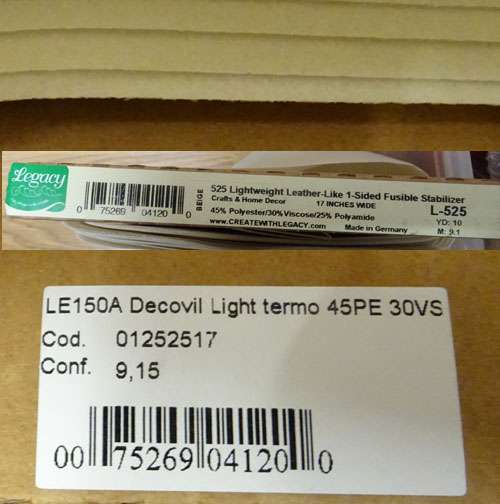 Legacy
BEIGE
525 Lightweight Leather-Like 1-Sided Fusible Stabilizer
Crafts & Home Decor 17 INCHES WIDE
45% Polyester/30%Viscose/25% Polyamide
www.CREATEWITHLEGACY.com Made in Germany
L-525
YD: 10
M: 9.1
0 75269 04120 0
LE150A Decovil Light termo 45PE 30VS
Cod. 01252517
Conf. 9,15
00 75269 04120 0